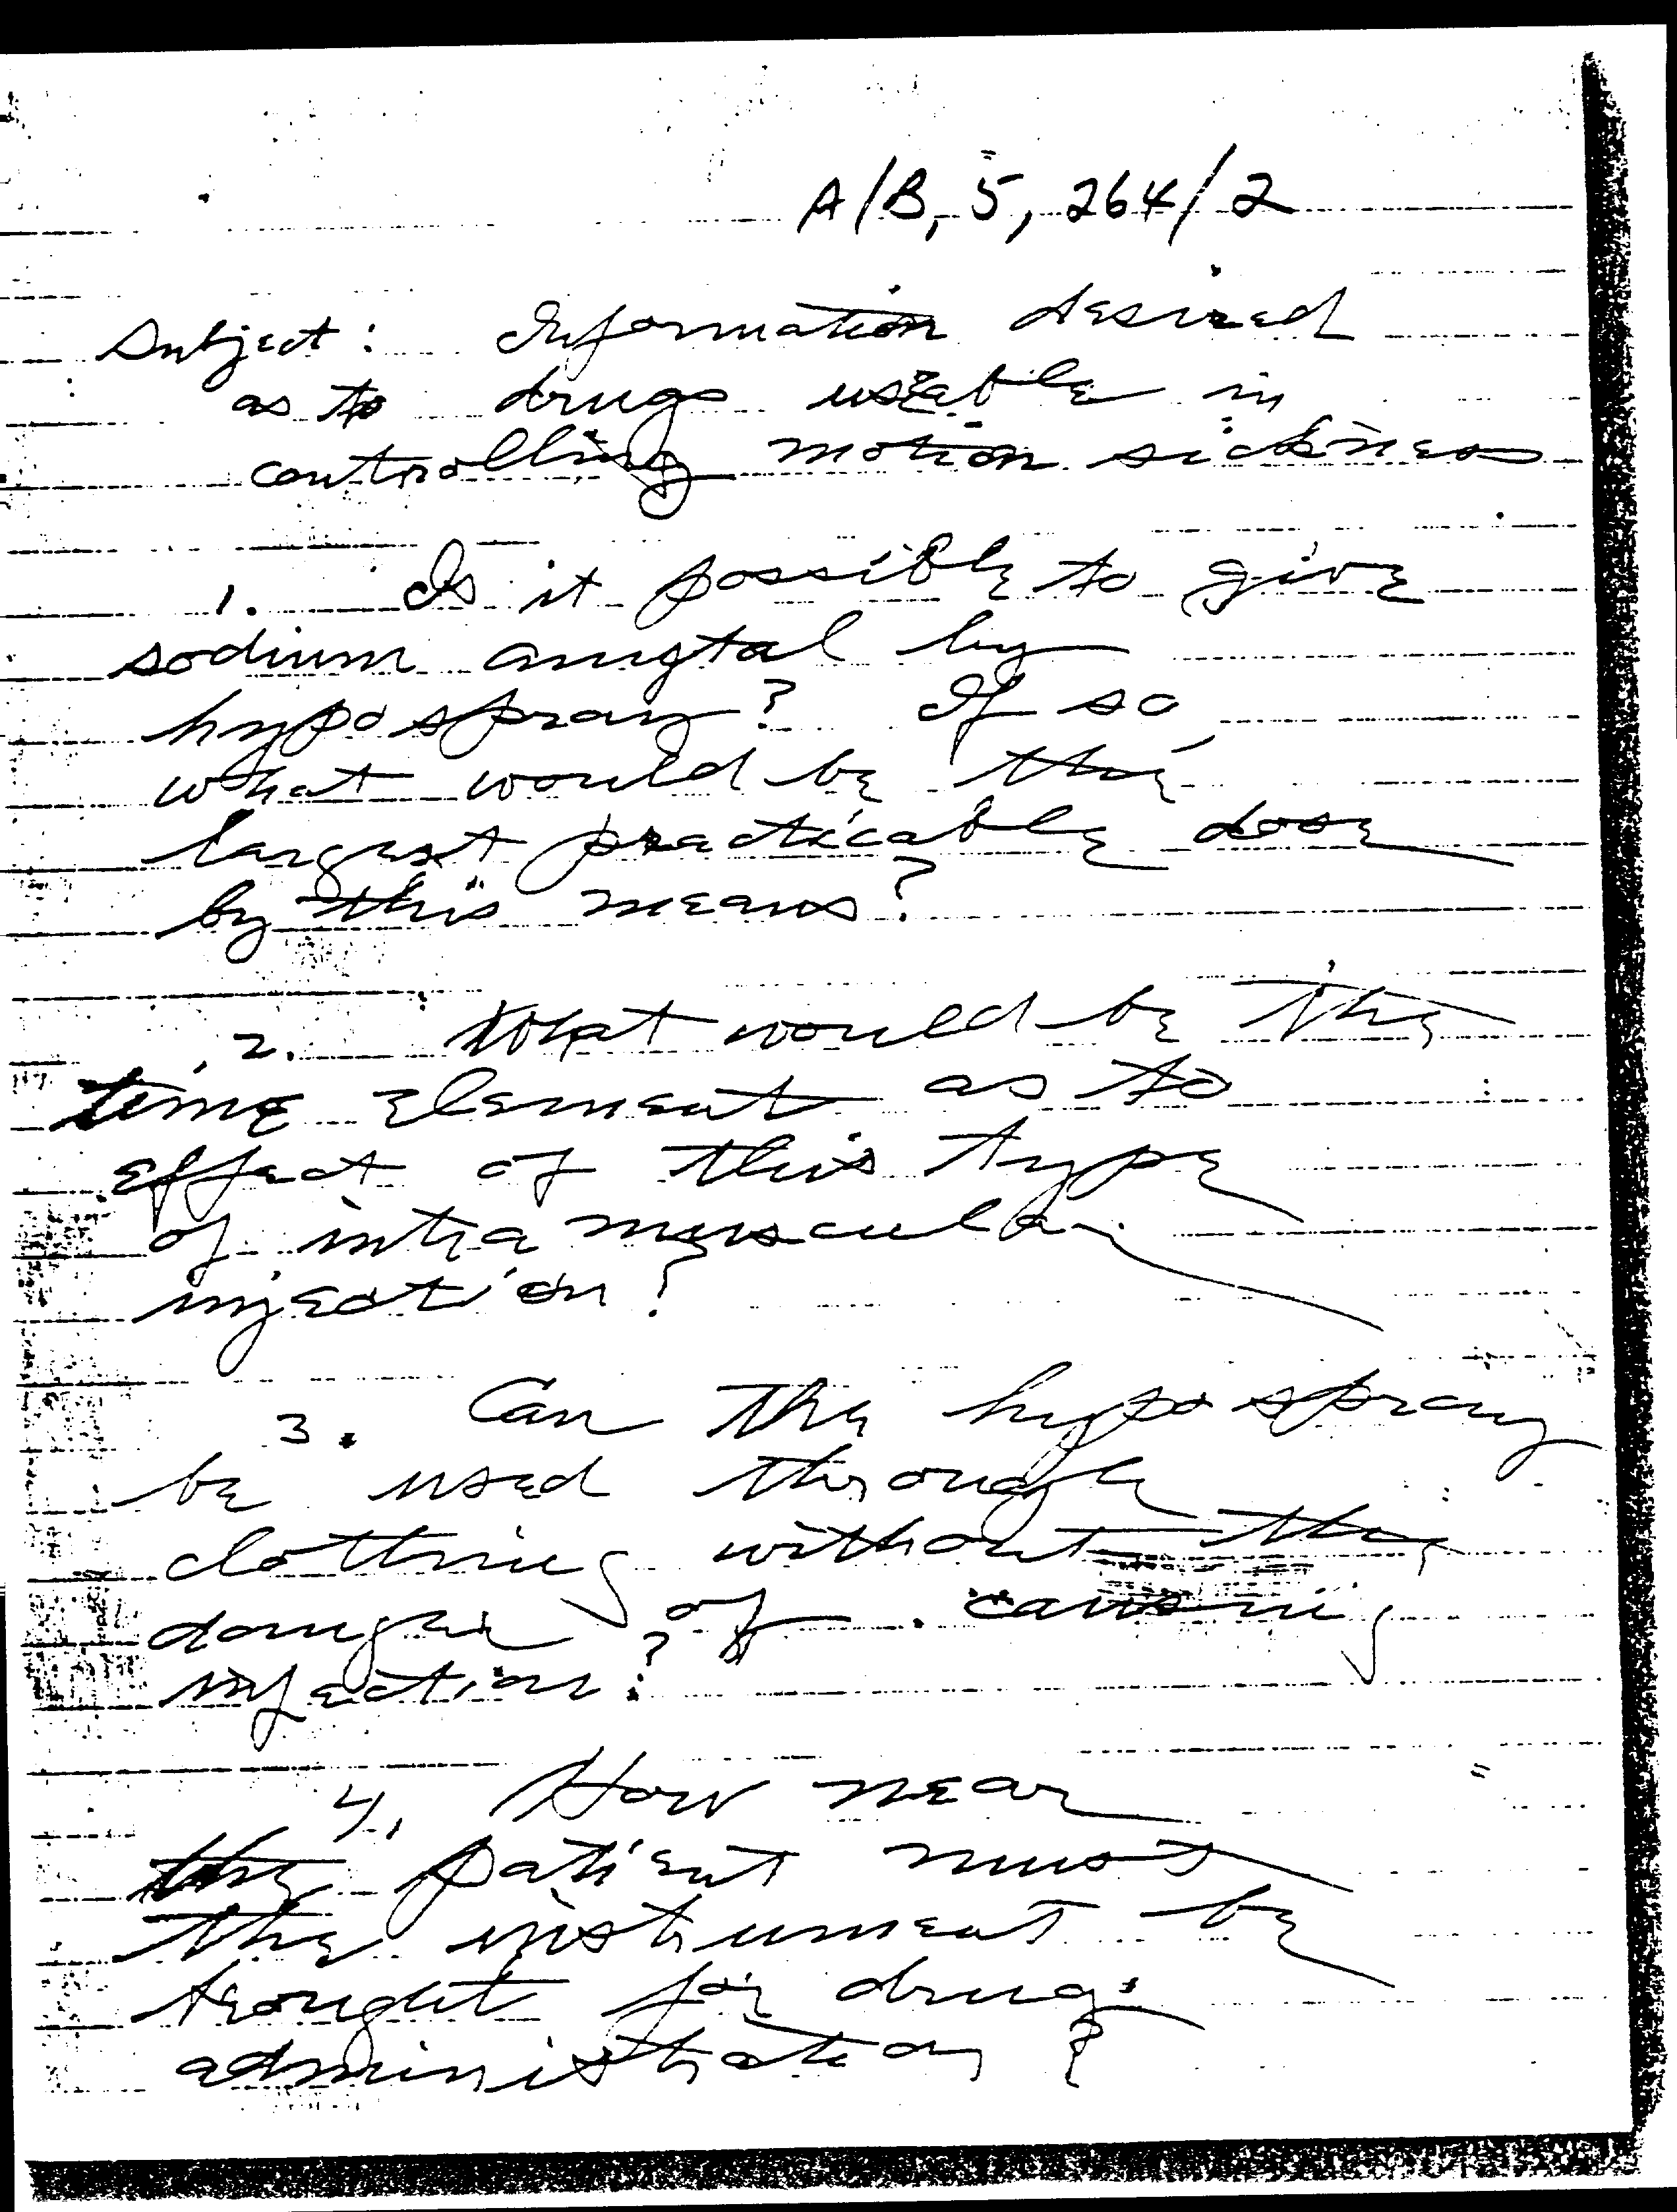 A/B, 5, 264/2
Subject: Information desired
as to drugs useable in
controlling motion sickness
1. Is it possible to give
sodium amytal by
hypospray? If so,
what would be the
largest practicable dose
by this means?
2. What would be the
time element as to
effect of this type
of intramuscular
injection?
3. Can the hypospray
be used through
clothing without the
danger of causing
infection?
4. How near
the patient must
the instrument be
brought for drug
administration?